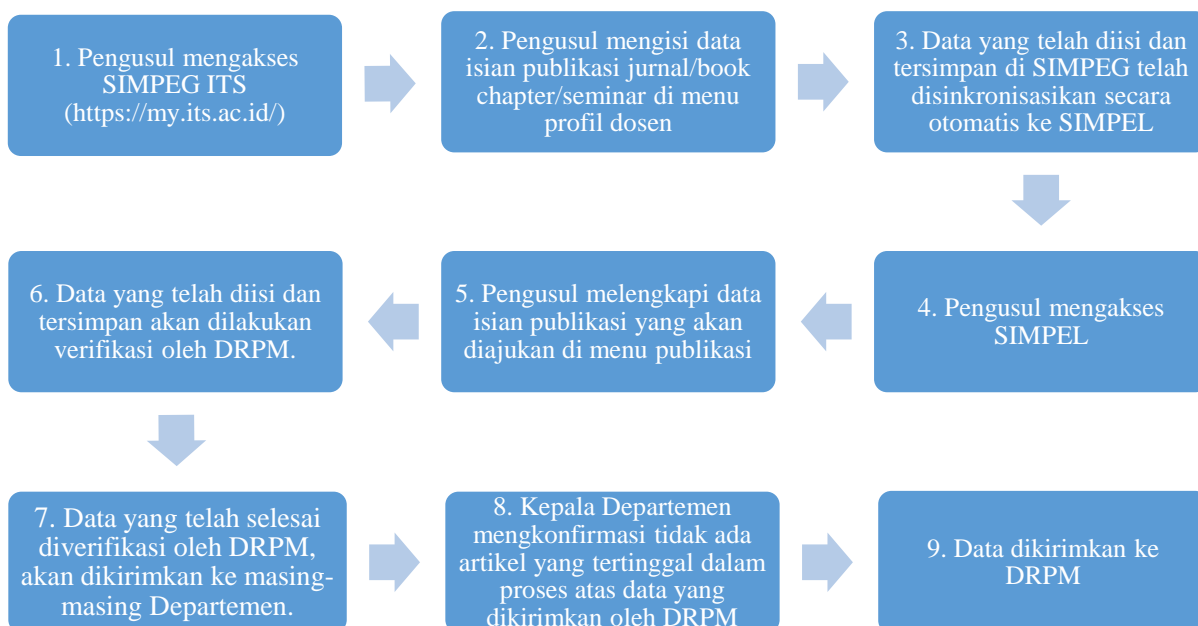 1. Pengusul mengakses
SIMPEG ITS
(https://my.its.ac.id/)
2. Pengusul mengisi data
isian publikasi jurnal/book
chapter/seminar di menu
profil dosen
3. Data yang telah diisi dan
tersimpan di SIMPEG telah
disinkronisasikan secara
otomatis ke SIMPEL
4. Pengusul mengakses
SIMPEL
5. Pengusul melengkapi data
isian publikasi yang akan
diajukan di menu publikasi
6. Data yang telah diisi dan
tersimpan akan dilakukan
verifikasi oleh DRPM.
7. Data yang telah selesai
diverifikasi oleh DRPM,
akan dikirimkan ke masing-
masing Departemen.
8. Kepala Departemen
mengkonfirmasi tidak ada
artikel yang tertinggal dalam
proses atas data yang
dikirimkan oleh DRPM
9. Data dikirimkan ke
DRPM